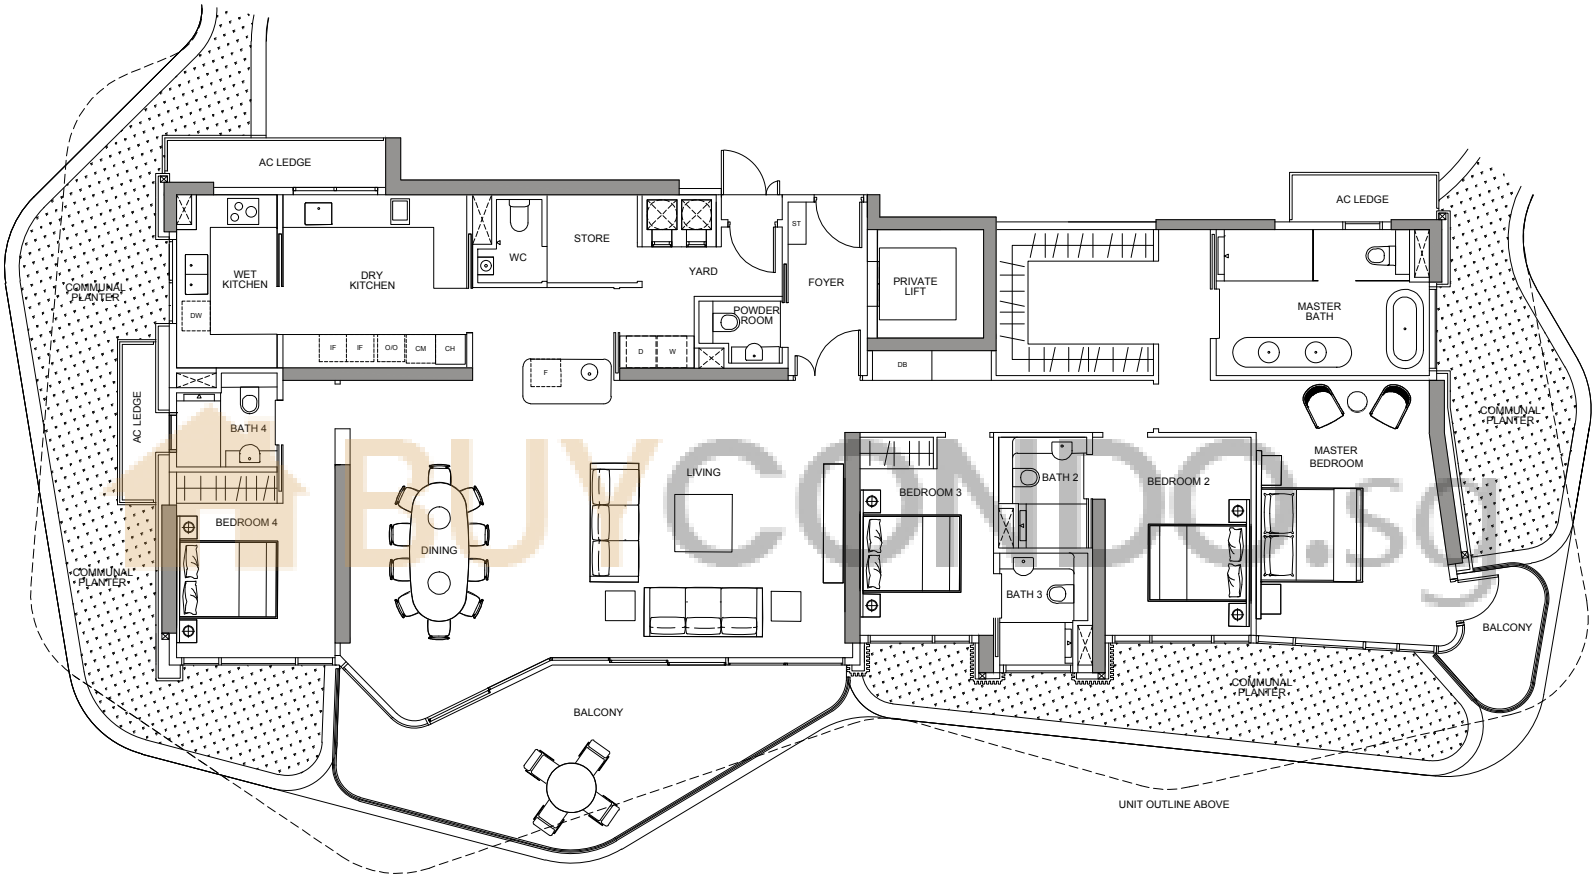 AC LEDGE
AC LEDGE
STORE
WC
ST
YARD
WET
KITCHEN
DRY
KITCHEN
FOYER
PRIVATE
LIFT
COMMUNAL
PLANTER
DW
POWDER
ROOM
MASTER
BATH
IF
IF
O/O
CM
CH
D
W
DB
F
AC LEDGE
BATH 4
COMMUNAL
PLANTER
MASTER
BEDROOM
BUYCONDO.sg
LIVING
BATH 2
BEDROOM 2
BEDROOM 3
BEDROOM 4
DINING
COMMUNAL
PLANTER
BATH 3
BALCONY
COMMUNAL
PLANTER
BALCONY
UNIT OUTLINE ABOVE